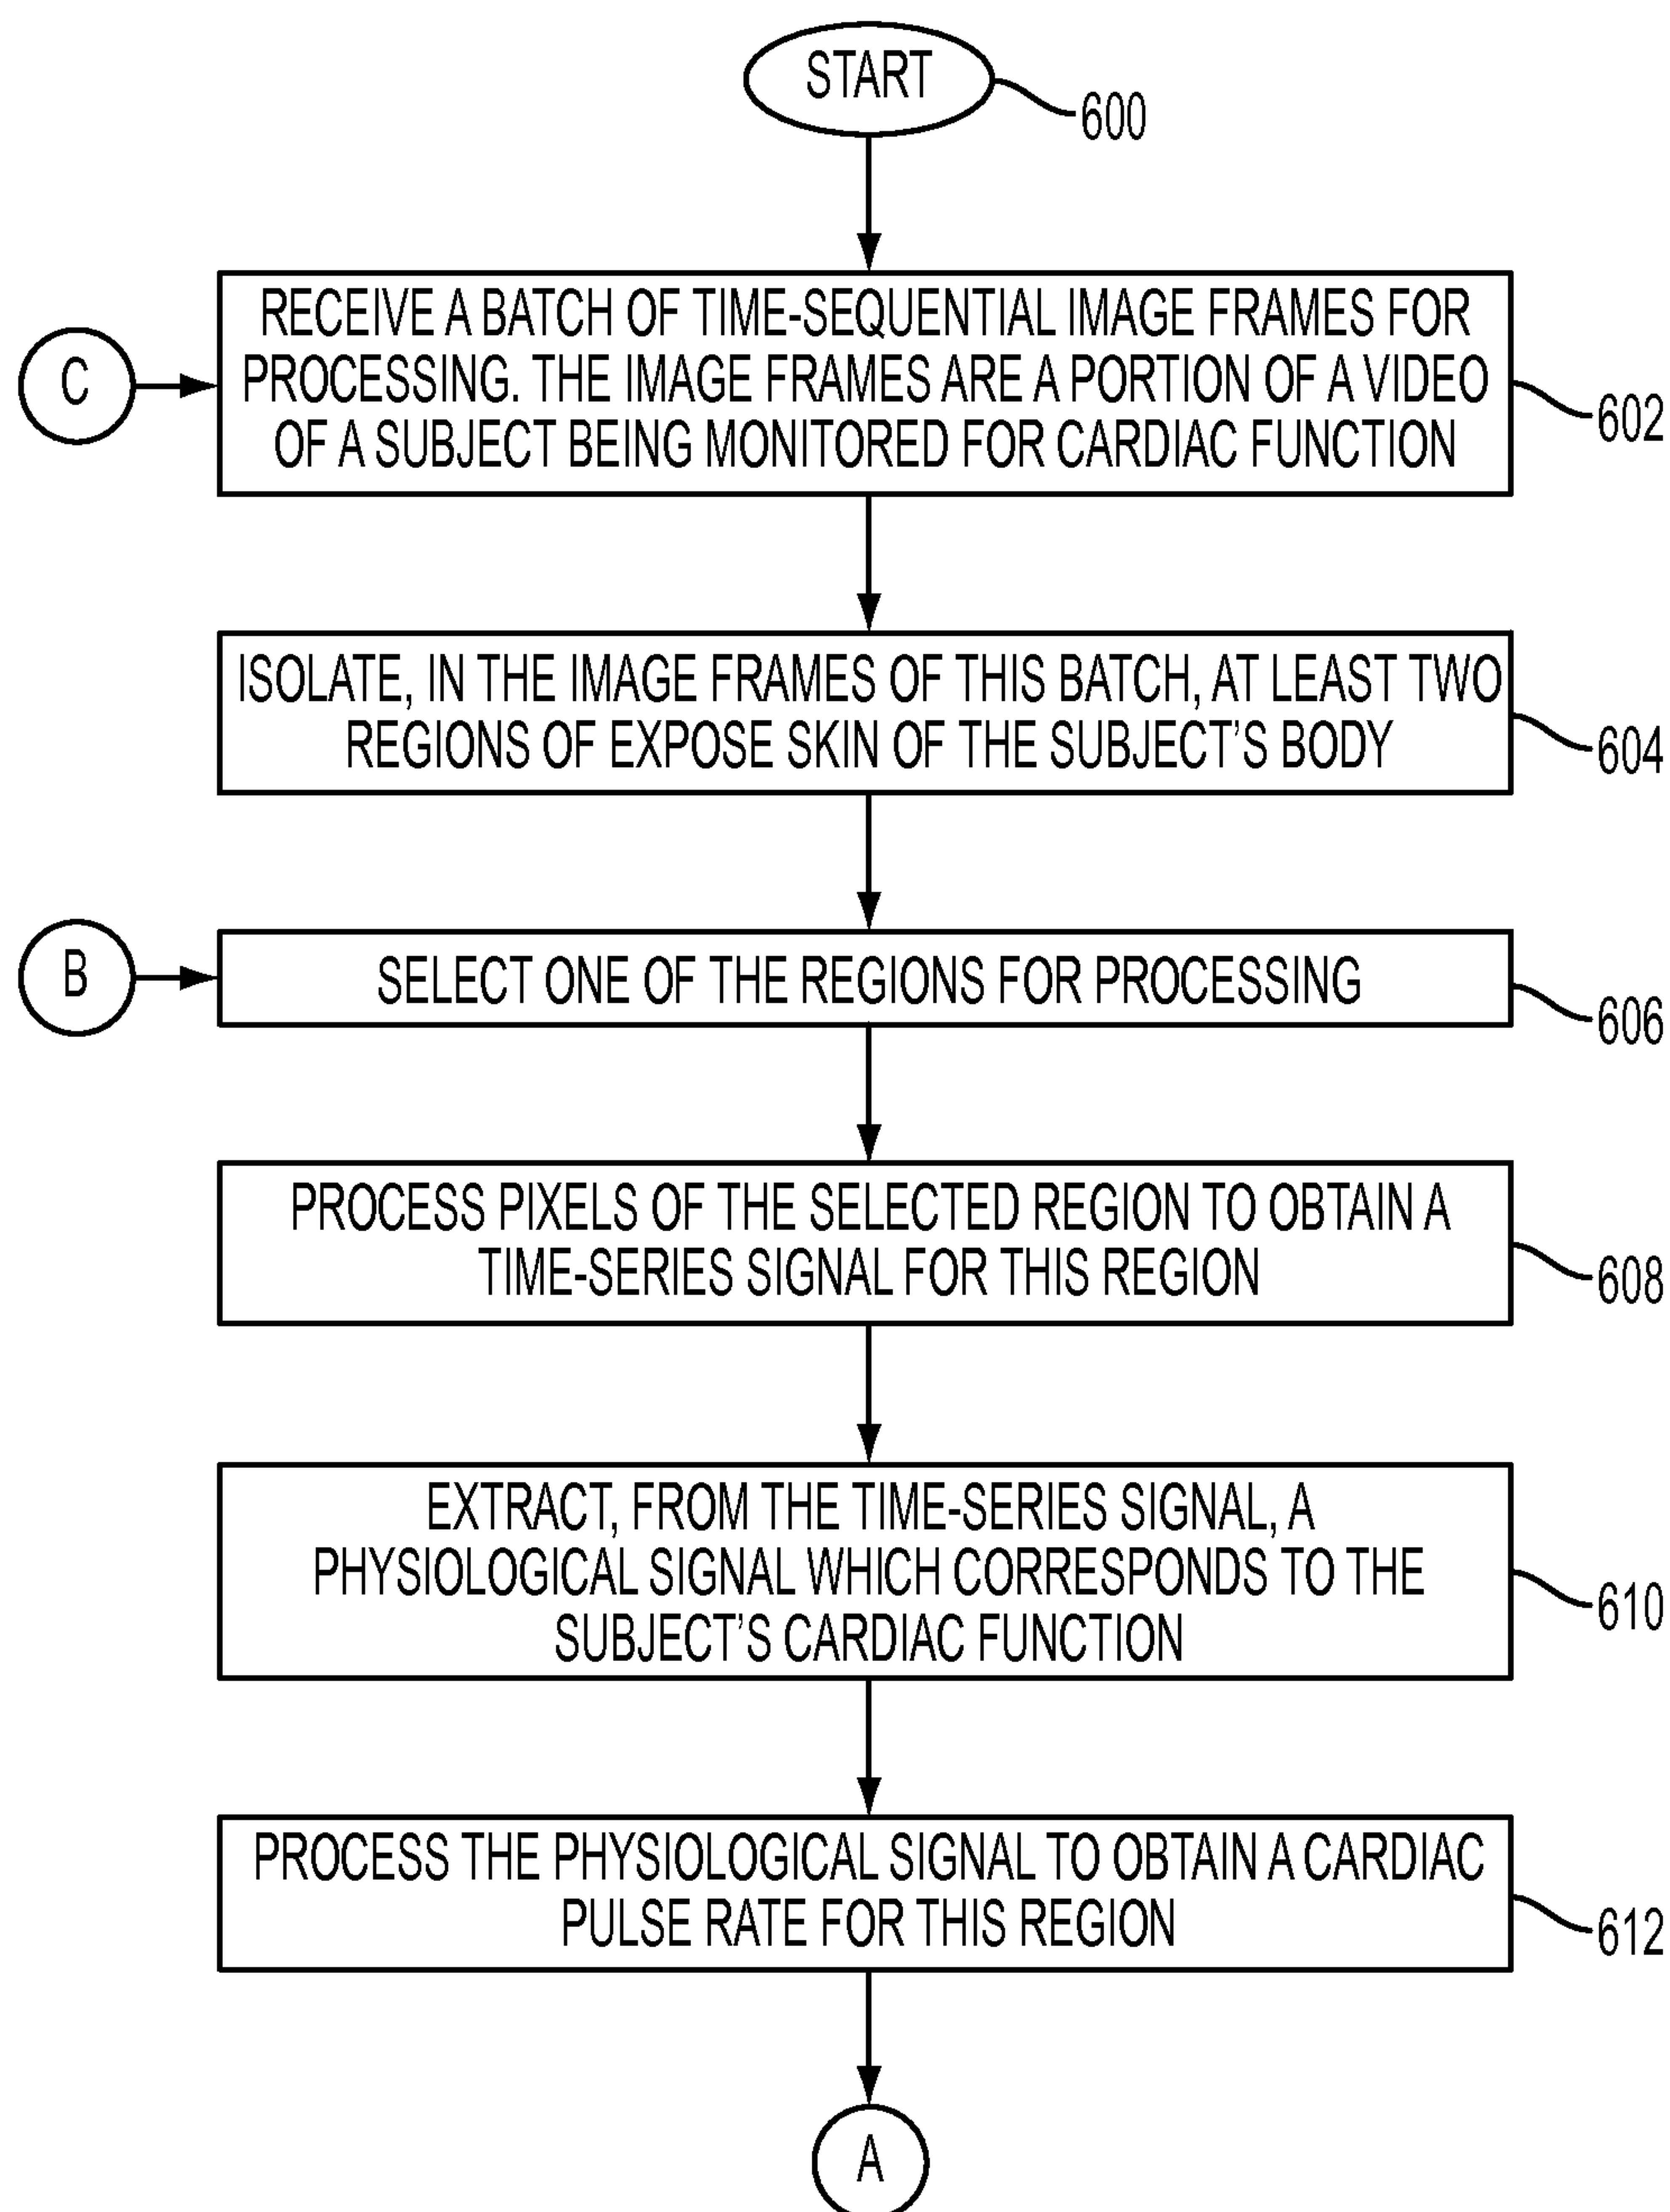 START
600
RECEIVE A BATCH OF TIME-SEQUENTIAL IMAGE FRAMES FOR
PROCESSING. THE IMAGE FRAMES ARE A PORTION OF A VIDEO
OF A SUBJECT BEING MONITORED FOR CARDIAC FUNCTION
C
602
ISOLATE, IN THE IMAGE FRAMES OF THIS BATCH, AT LEAST TWO
REGIONS OF EXPOSE SKIN OF THE SUBJECT'S BODY
604
B
SELECT ONE OF THE REGIONS FOR PROCESSING
606
PROCESS PIXELS OF THE SELECTED REGION TO OBTAIN A
TIME-SERIES SIGNAL FOR THIS REGION
608
EXTRACT, FROM THE TIME-SERIES SIGNAL, A
PHYSIOLOGICAL SIGNAL WHICH CORRESPONDS TO THE
SUBJECT'S CARDIAC FUNCTION
610
PROCESS THE PHYSIOLOGICAL SIGNAL TO OBTAIN A CARDIAC
PULSE RATE FOR THIS REGION
612
A